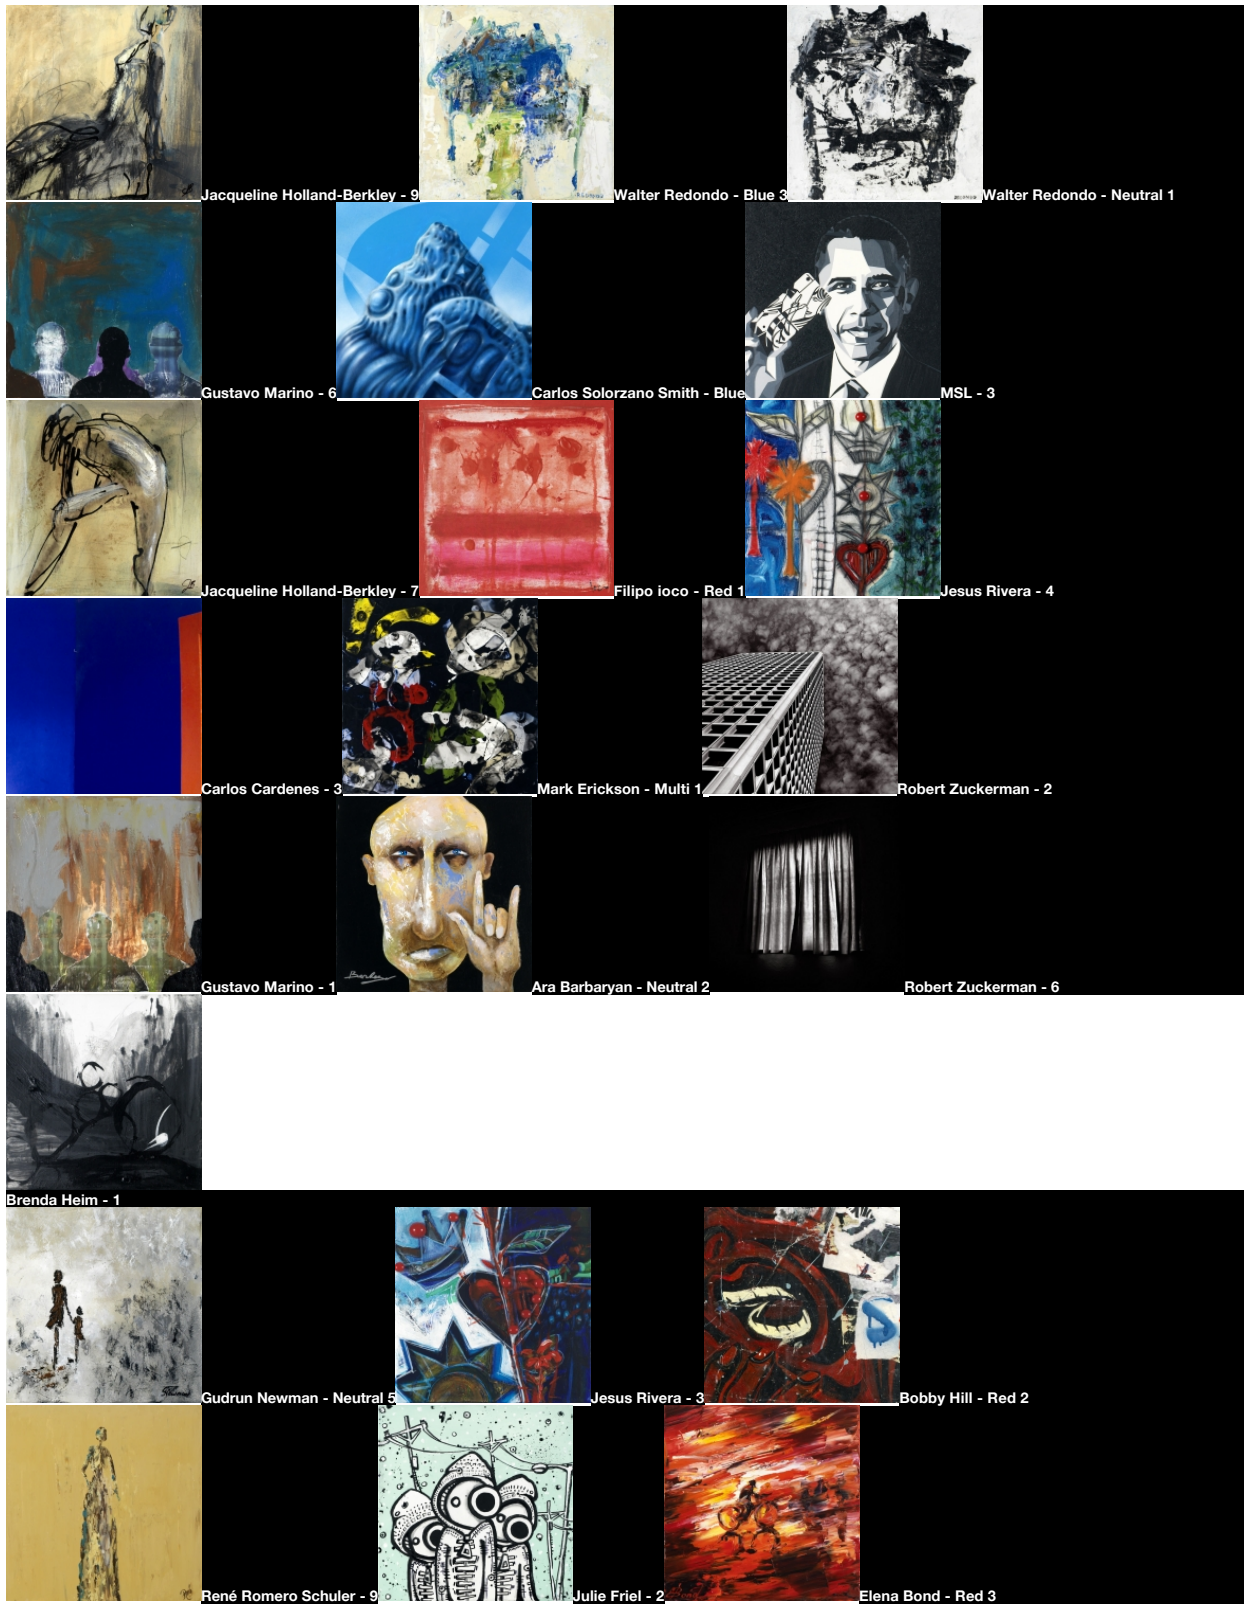 Jacqueline Holland-Berkley - 9
Walter Redondo - Blue 3
Walter Redondo - Neutral 1
Gustavo Marino - 6
Carlos Solorzano Smith - Blue
MSL - 3
Jacqueline Holland-Berkley - 7
Filipo ioco - Red 1
Jesus Rivera - 4
Carlos Cardenes - 3
Mark Erickson - Multi 1
Robert Zuckerman - 2
Gustavo Marino - 1
Ara Barbaryan - Neutral 2
Robert Zuckerman - 6
Brenda Heim - 1
Gudrun Newman - Neutral 5
Jesus Rivera - 3
Bobby Hill - Red 2
René Romero Schuler - 9
Julie Friel - 2
Elena Bond - Red 3